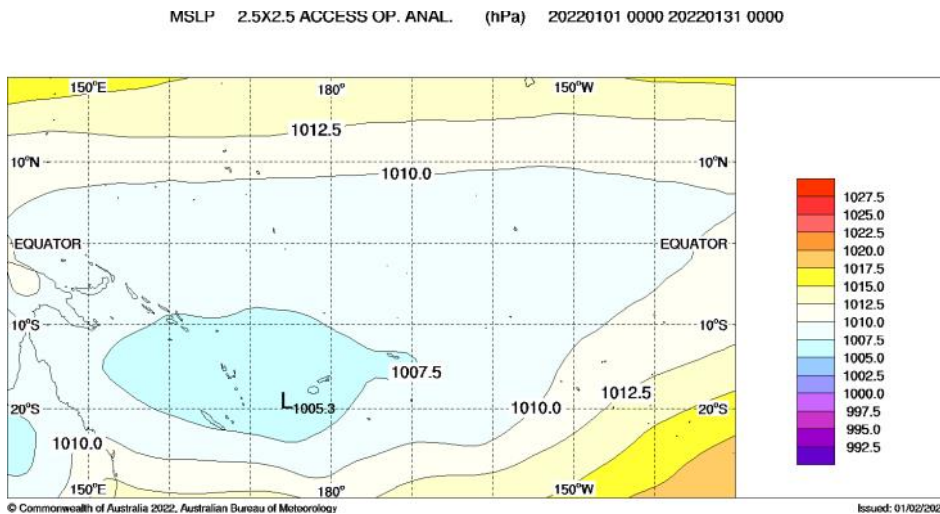 MSLP 2.5X2.5 ACCESS OP. ANAL. (hPa) 20220101 0000 20220131 0000
150°E 180° 150°W
1012.5
10°N 10°N
1010.0
EQUATOR EQUATOR
10°S 10°S
1007.5
1012.5
L1005.3 1010.0
20°S 20°S
1010.0
150°E 180° 150°W
1027.5
1025.0
1022.5
1020.0
1017.5
1015.0
1012.5
1010.0
1007.5
1005.0
1002.5
1000.0
997.5
995.0
992.5
© Commonwealth of Australia 2022, Australian Bureau of Meteorology Issued: 01/02/202